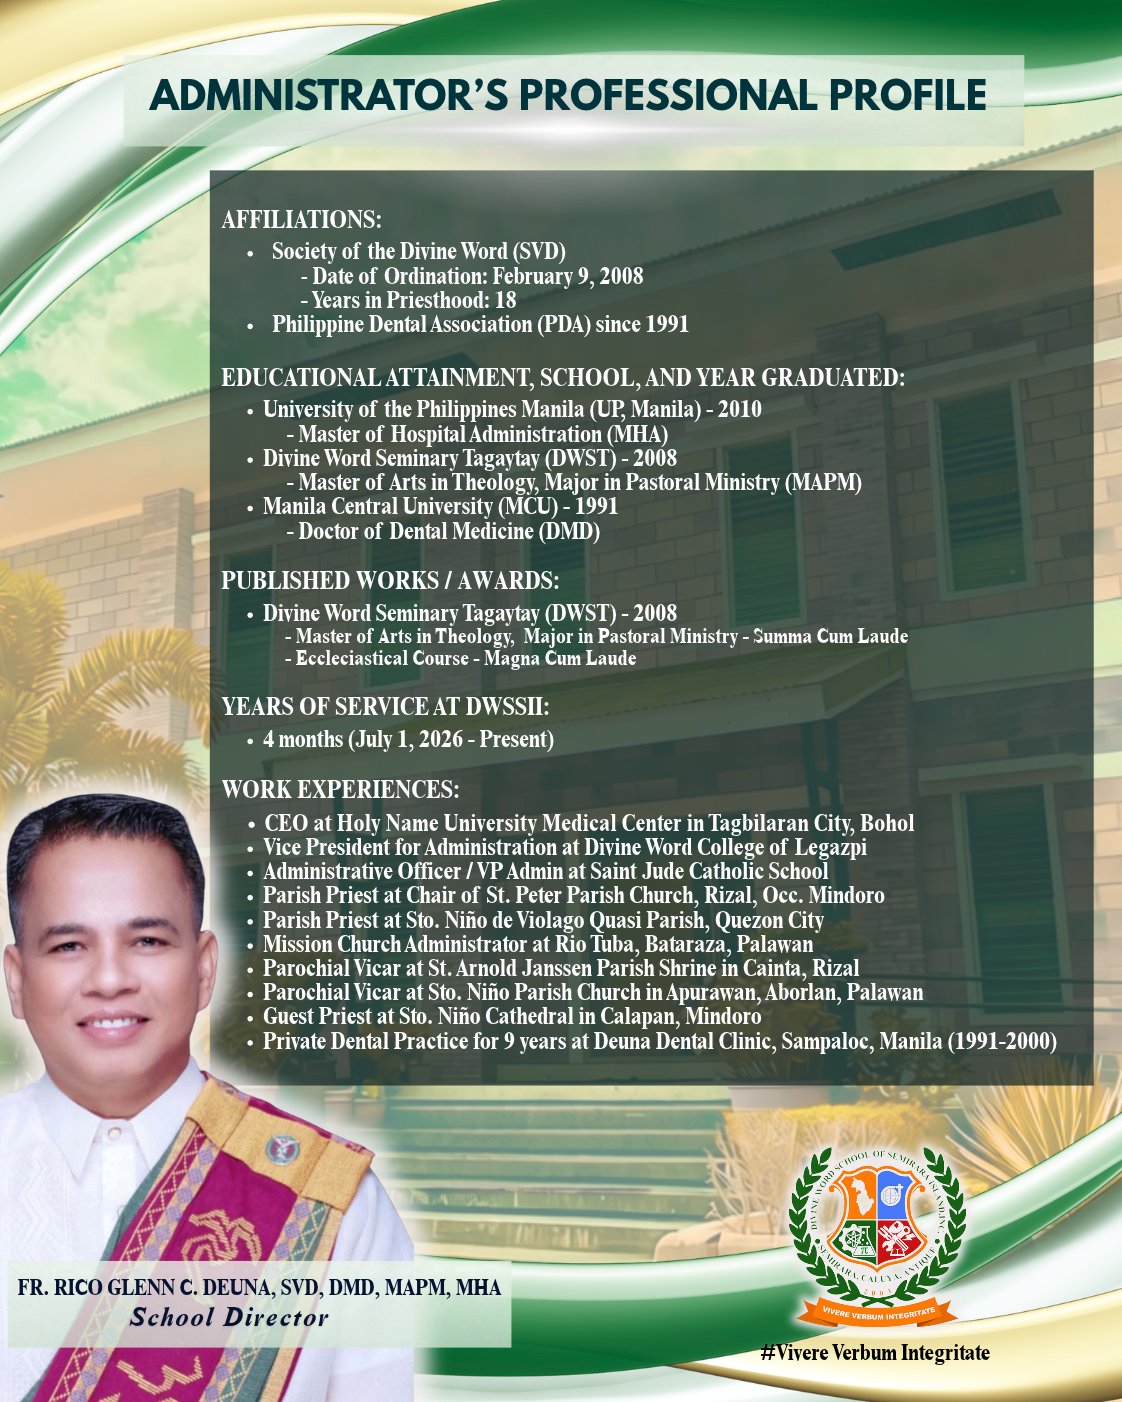 ADMINISTRATOR'S PROFESSIONAL PROFILE
AFFILIATIONS:
• Society of the Divine Word (SVD)
- Date of Ordination: February 9, 2008
- Years in Priesthood: 18
• Philippine Dental Association (PDA) since 1991
EDUCATIONAL ATTAINMENT, SCHOOL, AND YEAR GRADUATED:
• University of the Philippines Manila (UP, Manila) - 2010
- Master of Hospital Administration (MHA)
• Divine Word Seminary Tagaytay (DWST) - 2008
- Master of Arts in Theology, Major in Pastoral Ministry (MAPM)
• Manila Central University (MCU) - 1991
- Doctor of Dental Medicine (DMD)
PUBLISHED WORKS / AWARDS:
• Divine Word Seminary Tagaytay (DWST) - 2008
- Master of Arts in Theology, Major in Pastoral Ministry - Summa Cum Laude
- Eccleciastical Course - Magna Cum Laude
YEARS OF SERVICE AT DWSSII:
• 4 months (July 1, 2026 - Present)
WORK EXPERIENCES:
• CEO at Holy Name University Medical Center in Tagbilaran City, Bohol
• Vice President for Administration at Divine Word College of Legazpi
• Administrative Officer / VP Admin at Saint Jude Catholic School
• Parish Priest at Chair of St. Peter Parish Church, Rizal, Occ. Mindoro
• Parish Priest at Sto. Niño de Violago Quasi Parish, Quezon City
• Mission Church Administrator at Rio Tuba, Bataraza, Palawan
• Parochial Vicar at St. Arnold Janssen Parish Shrine in Cainta, Rizal
• Parochial Vicar at Sto. Niño Parish Church in Apurawan, Aborlan, Palawan
• Guest Priest at Sto. Niño Cathedral in Calapan, Mindoro
• Private Dental Practice for 9 years at Deuna Dental Clinic, Sampaloc, Manila (1991-2000)
FR. RICO GLENN C. DEUNA, SVD, DMD, MAPM, MHA
School Director
DIVINE WORD SCHOOL OF SEMIRARA ISLAND, INC.
SEMIRARA, CALUYA, ANTIQUE
VIVERE VERBUM INTEGRITATE
#Vivere Verbum Integritate